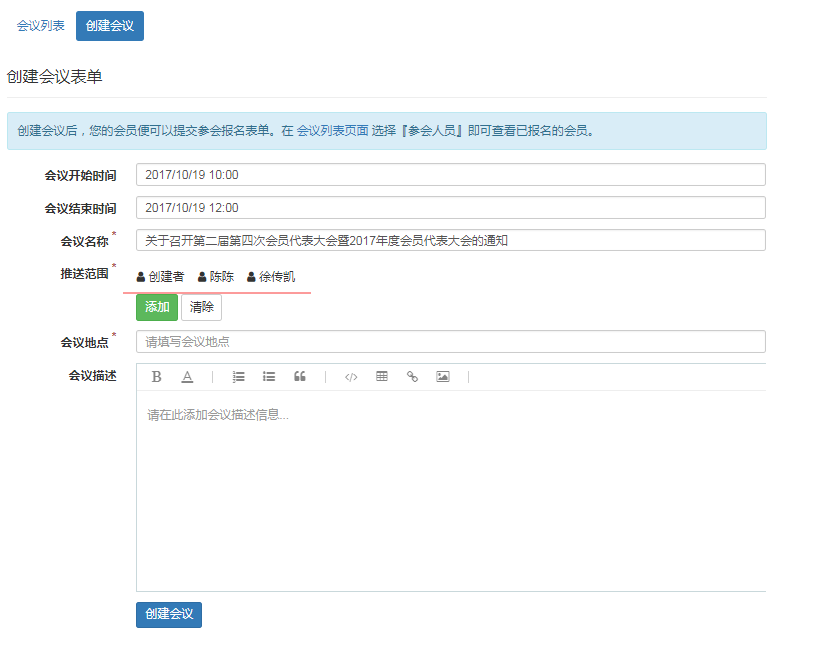 会议列表 创建会议
创建会议表单
创建会议后，您的会员便可以提交参会报名表单。在 会议列表页面 选择『参会人员』即可查看已报名的会员。
会议开始时间 2017/10/19 10:00
会议结束时间 2017/10/19 12:00
会议名称* 关于召开第二届第四次会员代表大会暨2017年度会员代表大会的通知
推送范围* 创建者 陈陈 徐传凯
添加 清除
会议地点* 请填写会议地点
会议描述 B A
请在此添加会议描述信息...
创建会议